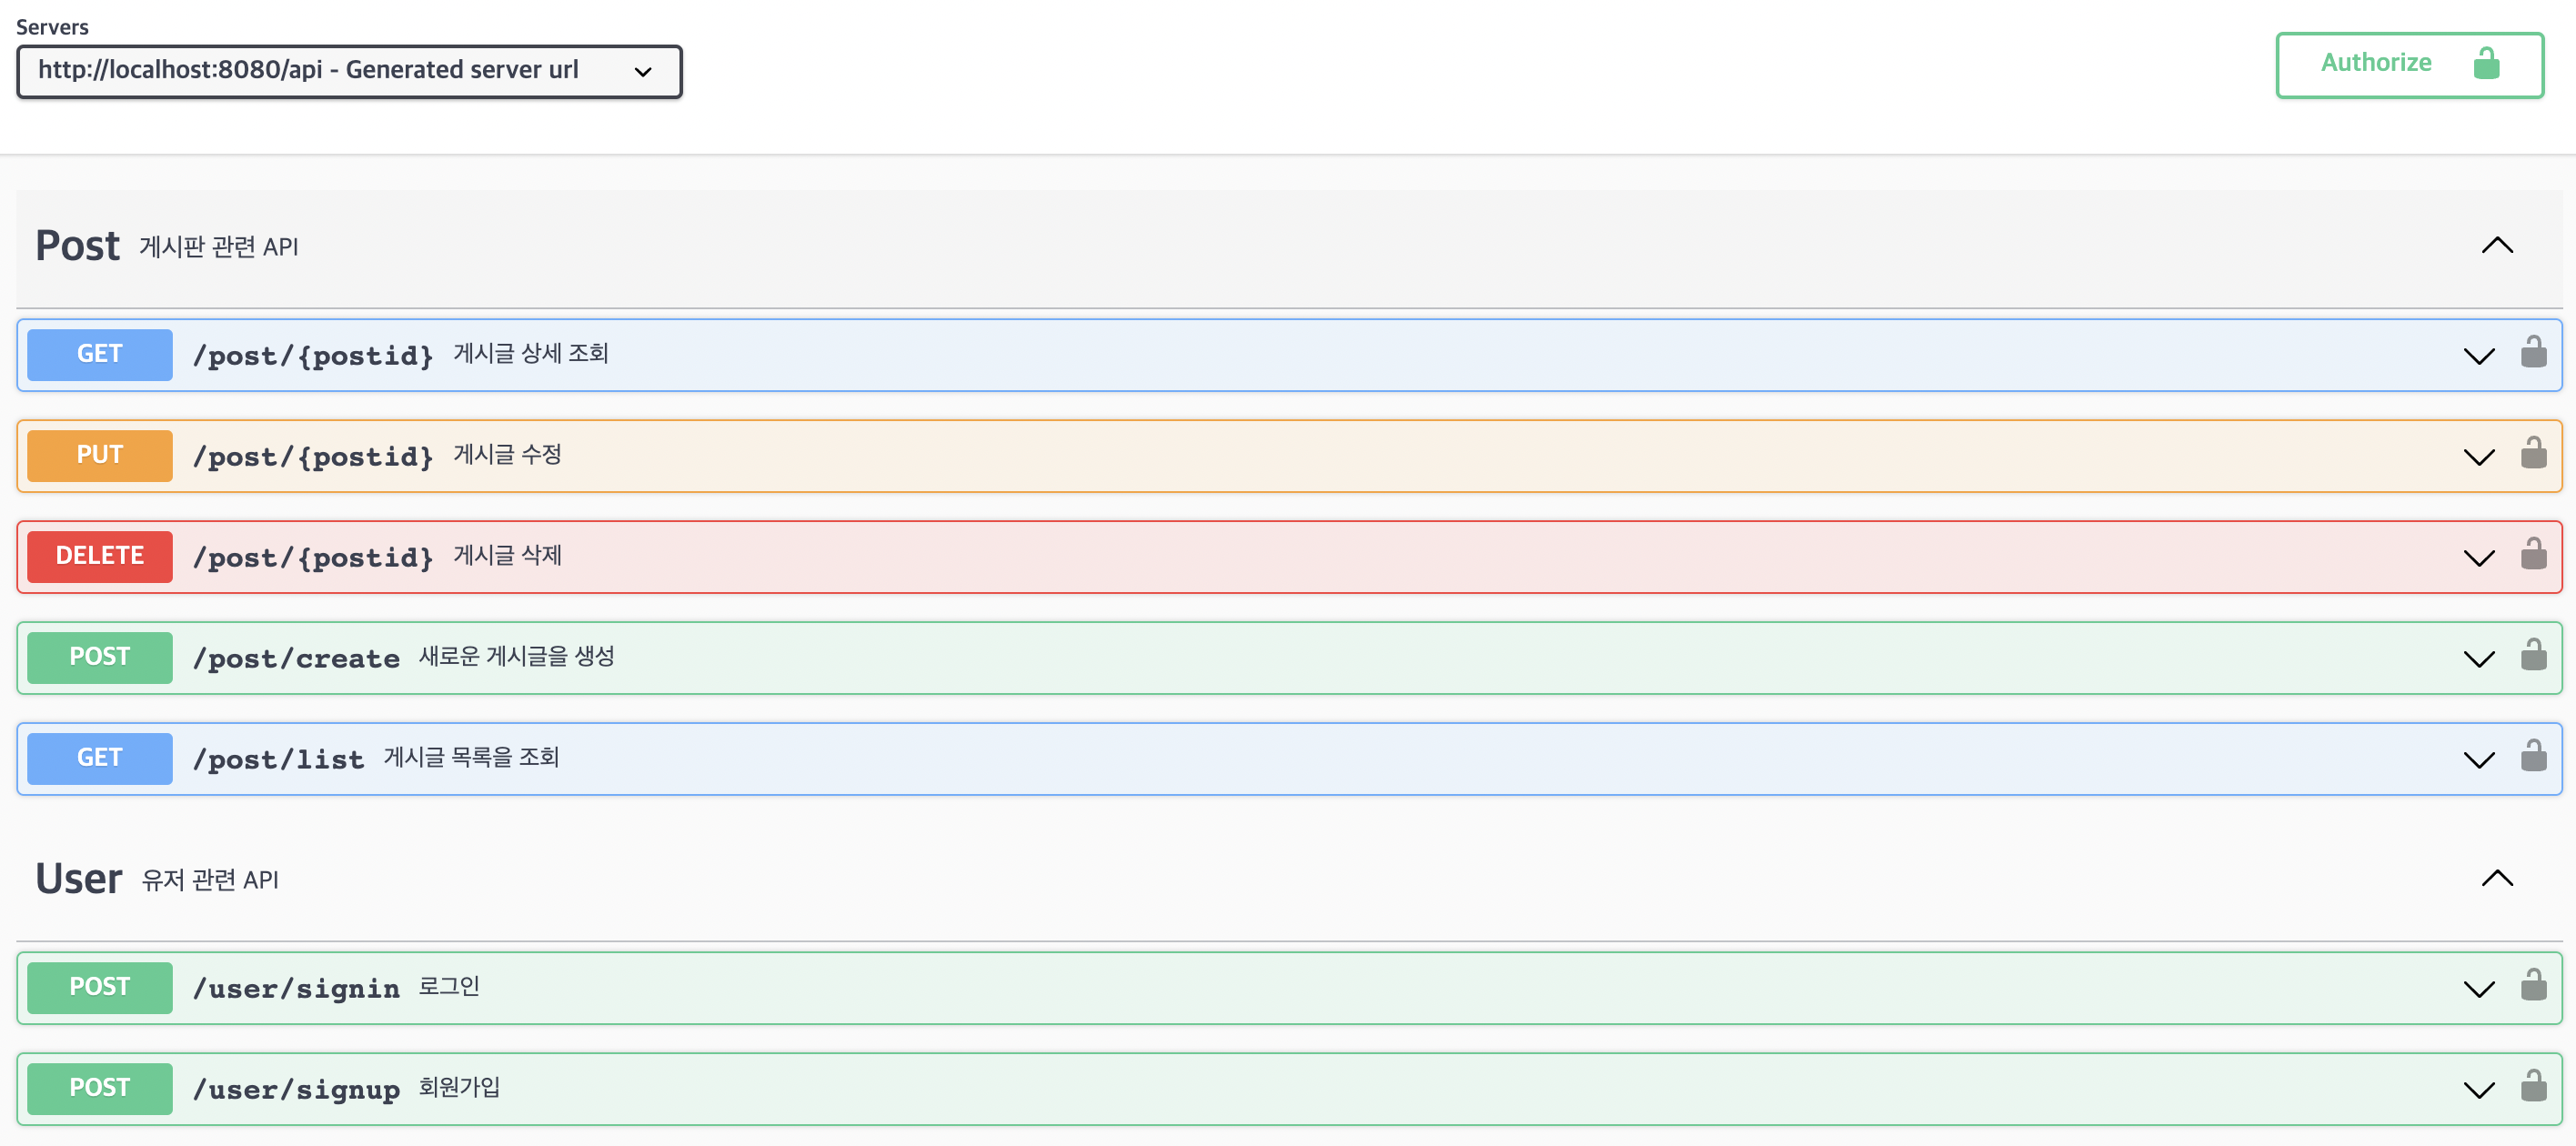 Servers
http://localhost:8080/api - Generated server url
Authorize
Post 게시판 관련 API
GET /post/{postid} 게시글 상세 조회
PUT /post/{postid} 게시글 수정
DELETE /post/{postid} 게시글 삭제
POST /post/create 새로운 게시글을 생성
GET /post/list 게시글 목록을 조회
User 유저 관련 API
POST /user/signin 로그인
POST /user/signup 회원가입